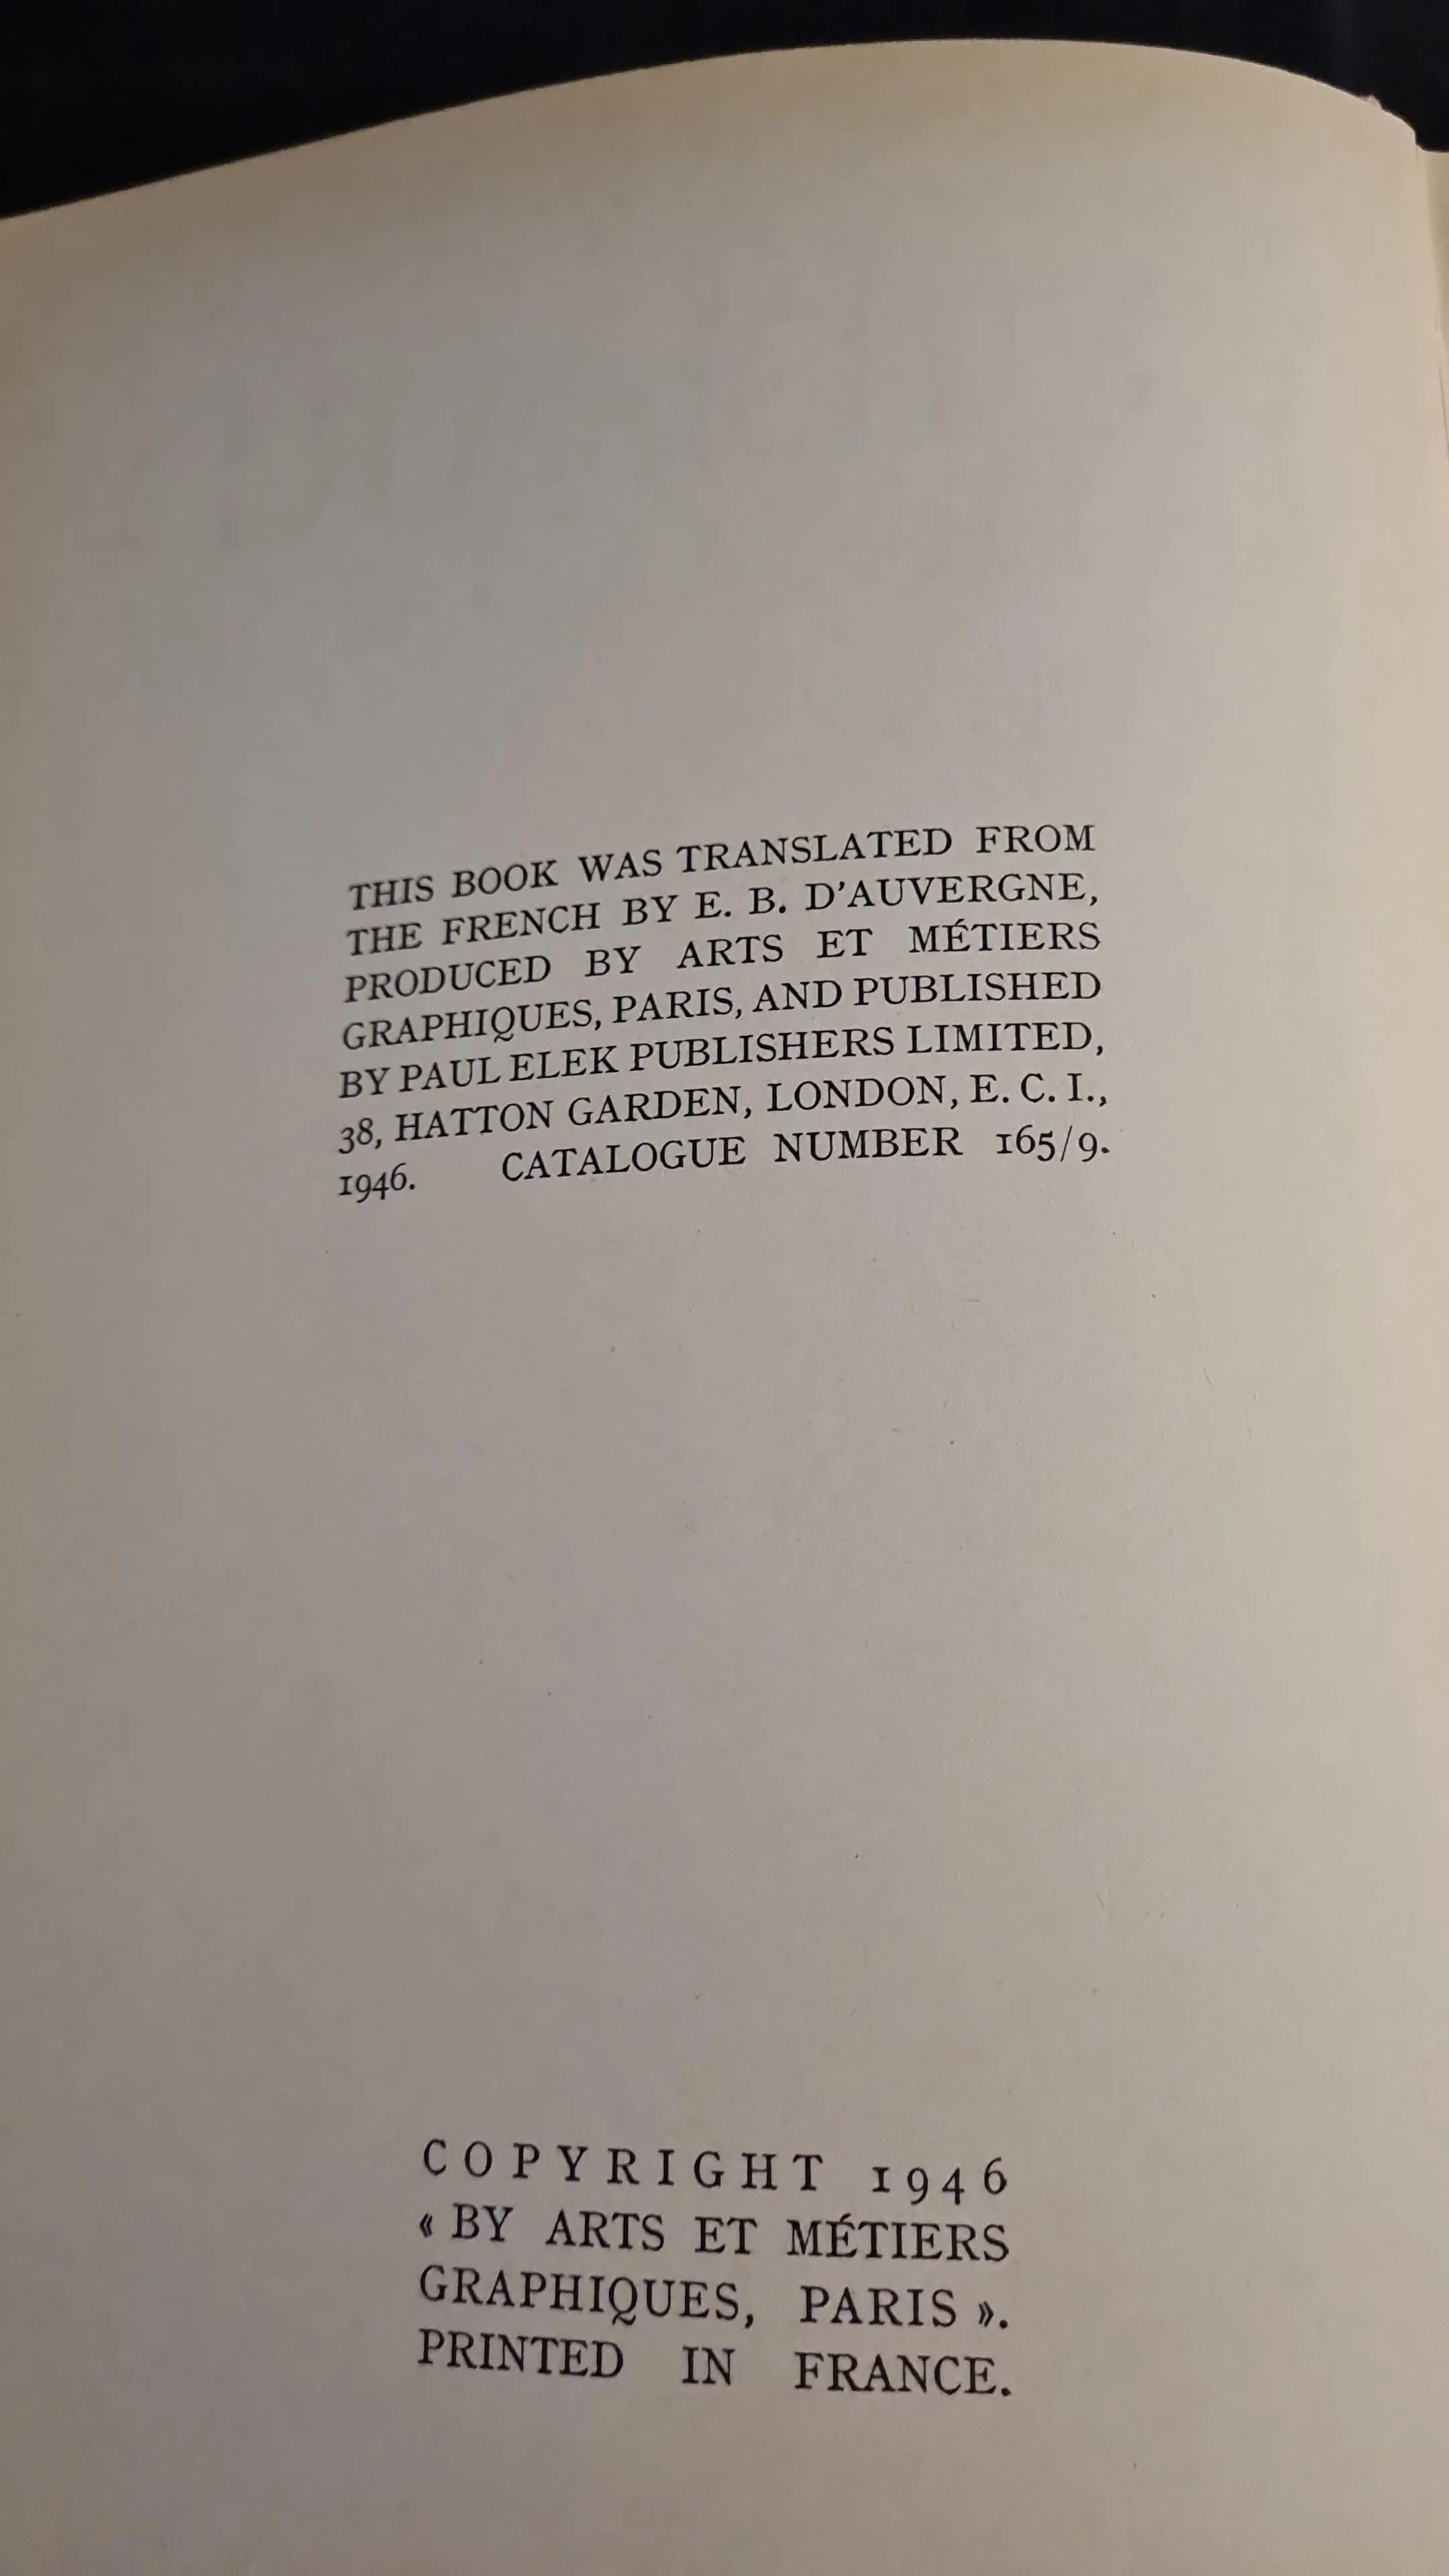 THIS BOOK WAS TRANSLATED FROM
THE FRENCH BY E. B. D'AUVERGNE,
PRODUCED BY ARTS ET MÉTIERS
GRAPHIQUES, PARIS, AND PUBLISHED
BY PAUL ELEK PUBLISHERS LIMITED,
38, HATTON GARDEN, LONDON, E. C. I.,
1946. CATALOGUE NUMBER 165/9.
COPYRIGHT 1946
« BY ARTS ET MÉTIERS
GRAPHIQUES, PARIS ».
PRINTED IN FRANCE.